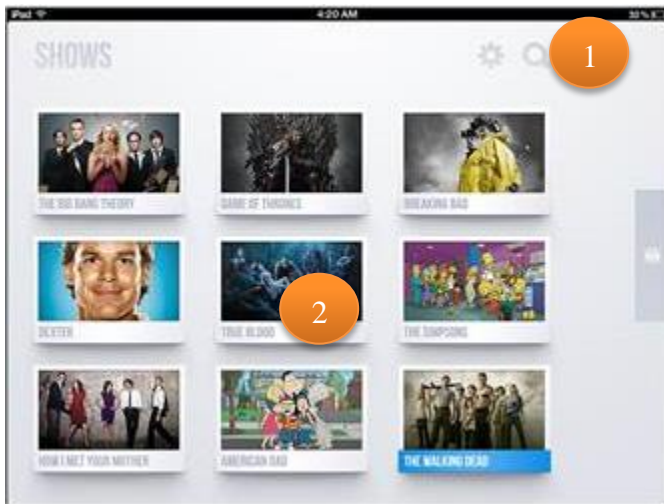 iPad
4:20 AM
SHOWS
1
THE BIG BANG THEORY
GAME OF THRONES
BREAKING BAD
2
DEXTER
TRUE BLOOD
THE SIMPSONS
HOW I MET YOUR MOTHER
AMERICAN DAD
THE WALKING DEAD